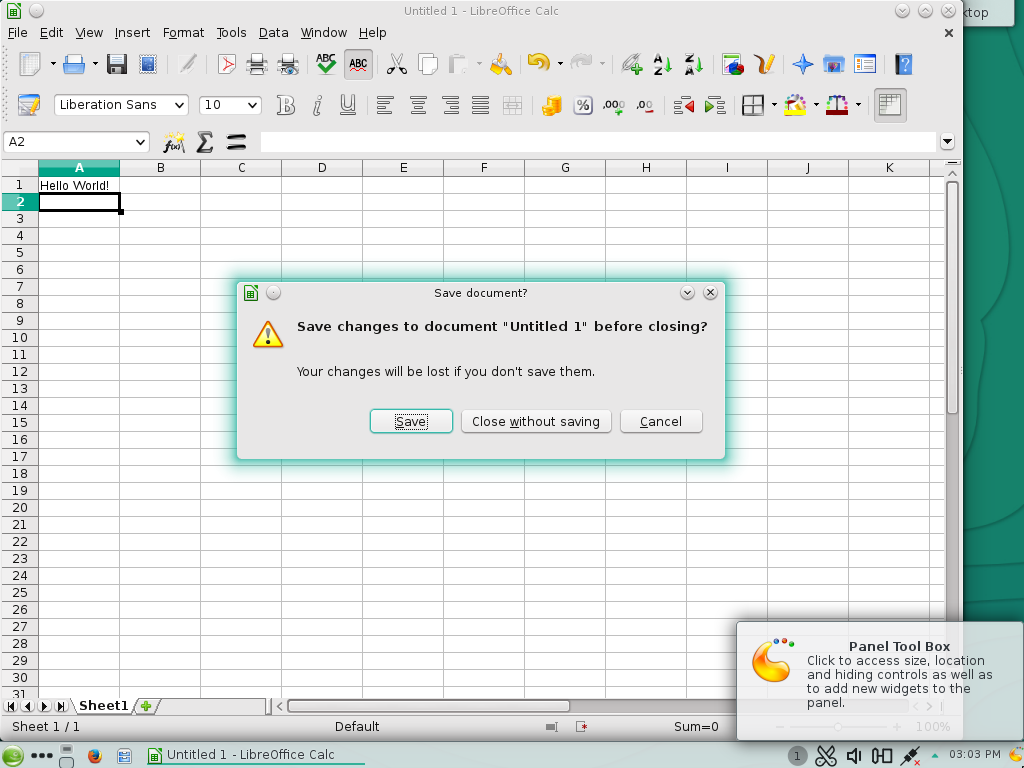 Untitled 1 - LibreOffice Calc
ktop
File Edit View Insert Format Tools Data Window Help
ABC ABC
Liberation Sans 10
A2
A B C D E F G H I J K
1 Hello World!
2
3
4
5
6
7
8
9
10
11
12
13
14
15
16
17
18
19
20
21
22
23
24
25
26
27
28
29
30
31
Save document?
Save changes to document "Untitled 1" before closing?
Your changes will be lost if you don't save them.
Save Close without saving Cancel
Panel Tool Box
Click to access size, location
and hiding controls as well as
to add new widgets to the
panel.
Sheet1
Sheet 1 / 1 Default Sum=0 100%
Untitled 1 - LibreOffice Calc 1 03:03 PM